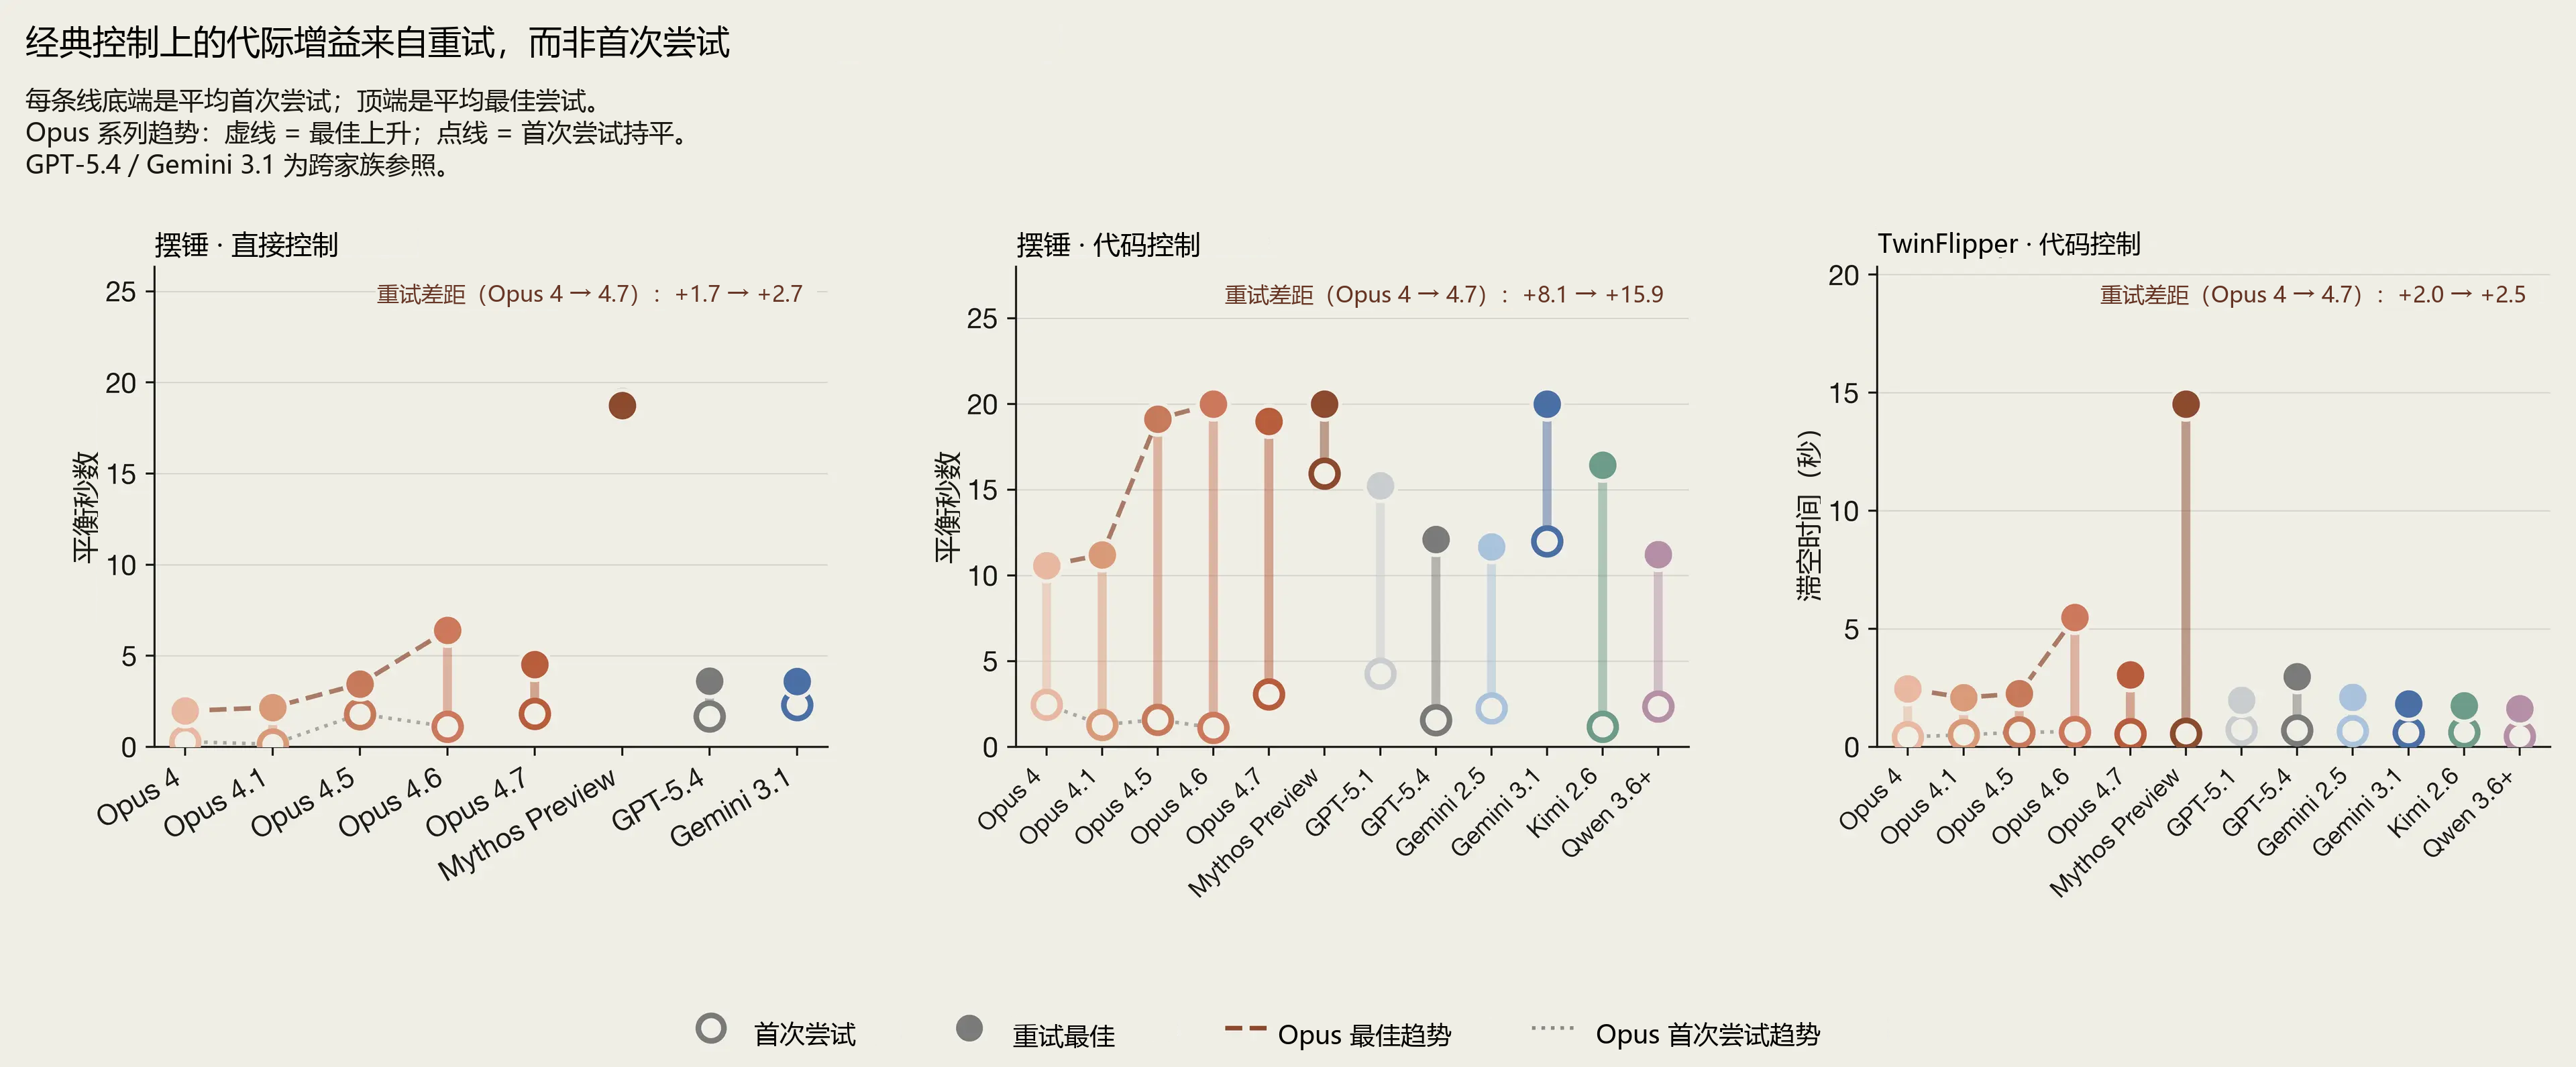 经典控制上的代际增益来自重试，而非首次尝试
每条线底端是平均首次尝试；顶端是平均最佳尝试。
Opus 系列趋势：虚线 = 最佳上升；点线 = 首次尝试持平。
GPT-5.4 / Gemini 3.1 为跨家族参照。
摆锤 · 直接控制
重试差距（Opus 4 → 4.7）：+1.7 → +2.7
平衡秒数
25
20
15
10
5
0
Opus 4
Opus 4.1
Opus 4.5
Opus 4.6
Opus 4.7
Mythos Preview
GPT-5.4
Gemini 3.1
摆锤 · 代码控制
重试差距（Opus 4 → 4.7）：+8.1 → +15.9
平衡秒数
25
20
15
10
5
0
Opus 4
Opus 4.1
Opus 4.5
Opus 4.6
Opus 4.7
Mythos Preview
GPT-5.1
GPT-5.4
Gemini 2.5
Gemini 3.1
Kimi 2.6
Qwen 3.6+
TwinFlipper · 代码控制
重试差距（Opus 4 → 4.7）：+2.0 → +2.5
滞空时间（秒）
20
15
10
5
0
Opus 4
Opus 4.1
Opus 4.5
Opus 4.6
Opus 4.7
Mythos Preview
GPT-5.1
GPT-5.4
Gemini 2.5
Gemini 3.1
Kimi 2.6
Qwen 3.6+
首次尝试
重试最佳
Opus 最佳趋势
Opus 首次尝试趋势